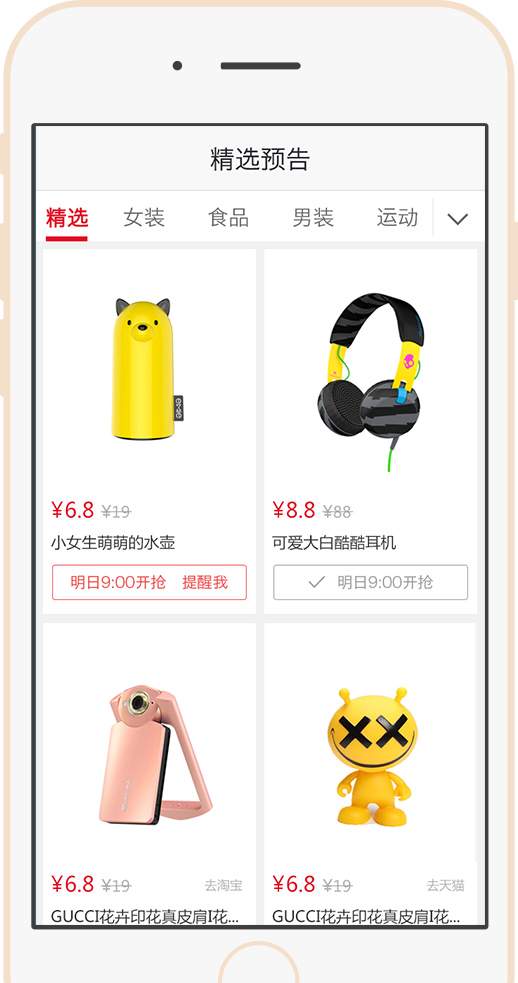 精选预告
精选 女装 食品 男装 运动
¥6.8 ¥19
小女生萌萌的水壶
明日9:00开抢 提醒我
¥8.8 ¥88
可爱大白酷酷耳机
明日9:00开抢
¥6.8 ¥19 去淘宝
GUCCI花卉印花真皮肩I花...
¥6.8 ¥19 去天猫
GUCCI花卉印花真皮肩I花...